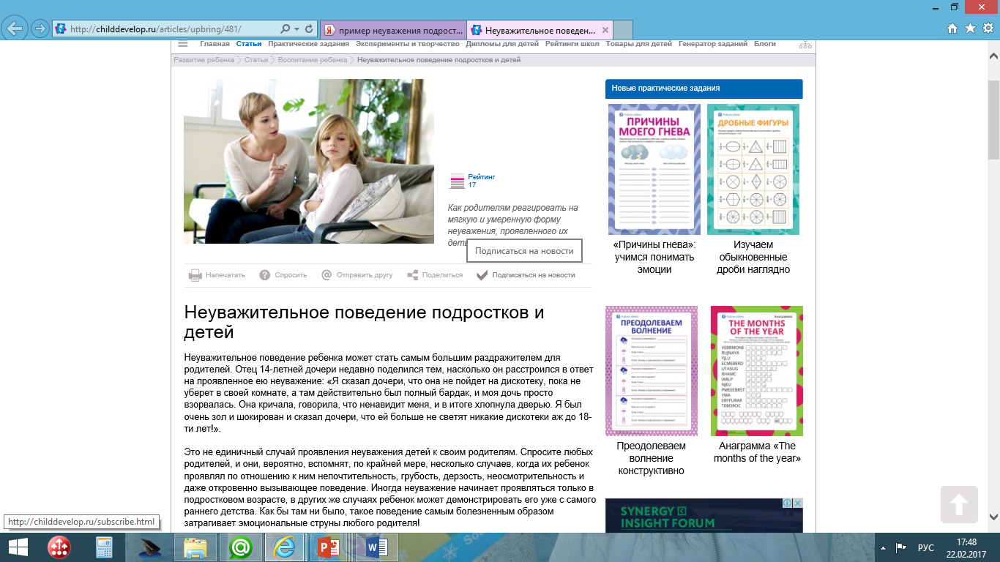 http://childdevelop.ru/articles/upbring/481/
пример неуважения подрост...
Неуважительное поведен...
Главная Статьи Практические задания Эксперименты и творчество Дипломы для детей Рейтинги школ Товары для детей Генератор заданий Блоги
Развитие ребенка Статьи Воспитание ребенка Неуважительное поведение подростков и детей
Рейтинг
17
Как родителям реагировать на
мягкую и умеренную форму
неуважения, проявленного их
Подписаться на новости
Напечатать Спросить Отправить другу Поделиться Подписаться на новости
Неуважительное поведение подростков и
детей
Неуважительное поведение ребенка может стать самым большим раздражителем для
родителей. Отец 14-летней дочери недавно поделился тем, насколько он расстроился в ответ
на проявленное ею неуважение: «Я сказал дочери, что она не пойдет на дискотеку, пока не
уберет в своей комнате, а там действительно был полный бардак, и моя дочь просто
взорвалась. Она кричала, говорила, что ненавидит меня, и в итоге хлопнула дверью. Я был
очень зол и шокирован и сказал дочери, что ей больше не светят никакие дискотеки аж до 18-
ти лет!».
Это не единичный случай проявления неуважения детей к своим родителям. Спросите любых
родителей, и они, вероятно, вспомнят, по крайней мере, несколько случаев, когда их ребенок
проявлял по отношению к ним непочтительность, грубость, дерзость, неосмотрительность и
даже откровенно вызывающее поведение. Иногда неуважение начинает проявляться только в
подростковом возрасте, в других же случаях ребенок может демонстрировать его уже с самого
раннего детства. Как бы там ни было, такое поведение самым болезненным образом
затрагивает эмоциональные струны любого родителя!
Новые практические задания
ПРИЧИНЫ
МОЕГО ГНЕВА
ДРОБНЫЕ ФИГУРЫ
«Причины гнева»:
учимся понимать
эмоции
Изучаем
обыкновенные
дроби наглядно
ПРЕОДОЛЕВАЕМ
ВОЛНЕНИЕ
Анаграмма
THE MONTHS
OF THE YEAR
VEBRMONE
RUJNAYA
YJLU
ECMEBERD
UTASUG
RHAMC
IARLP
NJEU
PMEEEBRST
YMA
EBYFURAR
TEBOROC
Преодолеваем
волнение
конструктивно
Анаграмма «The
months of the year»
SYNERGY
INSIGHT FORUM
http://childdevelop.ru/subscribe.html
РУС
17:48
22.02.2017